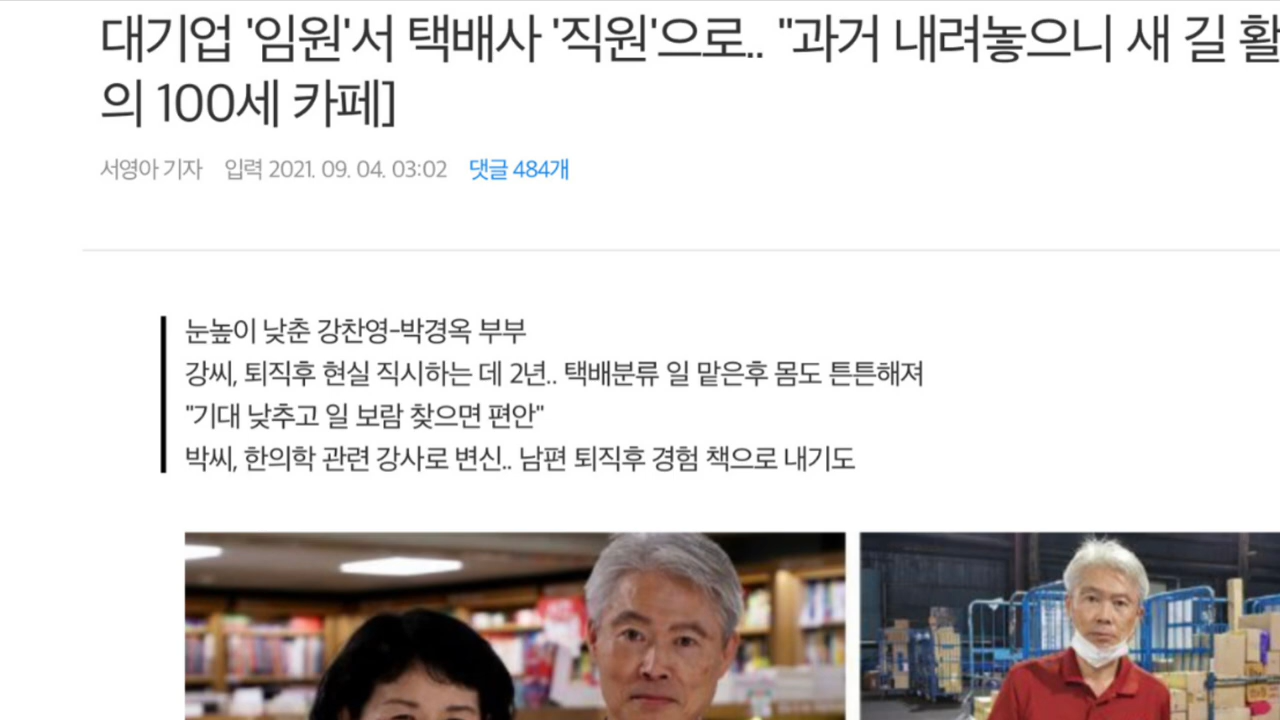 대기업 '임원'서 택배사 '직원'으로.. "과거 내려놓으니 새 길 활
의 100세 카페]
서영아 기자 입력 2021. 09. 04. 03:02 댓글 484개
눈높이 낮춘 강찬영-박경옥 부부
강씨, 퇴직후 현실 직시하는 데 2년.. 택배분류 일 맡은후 몸도 튼튼해져
"기대 낮추고 일 보람 찾으면 편안"
박씨, 한의학 관련 강사로 변신.. 남편 퇴직후 경험 책으로 내기도